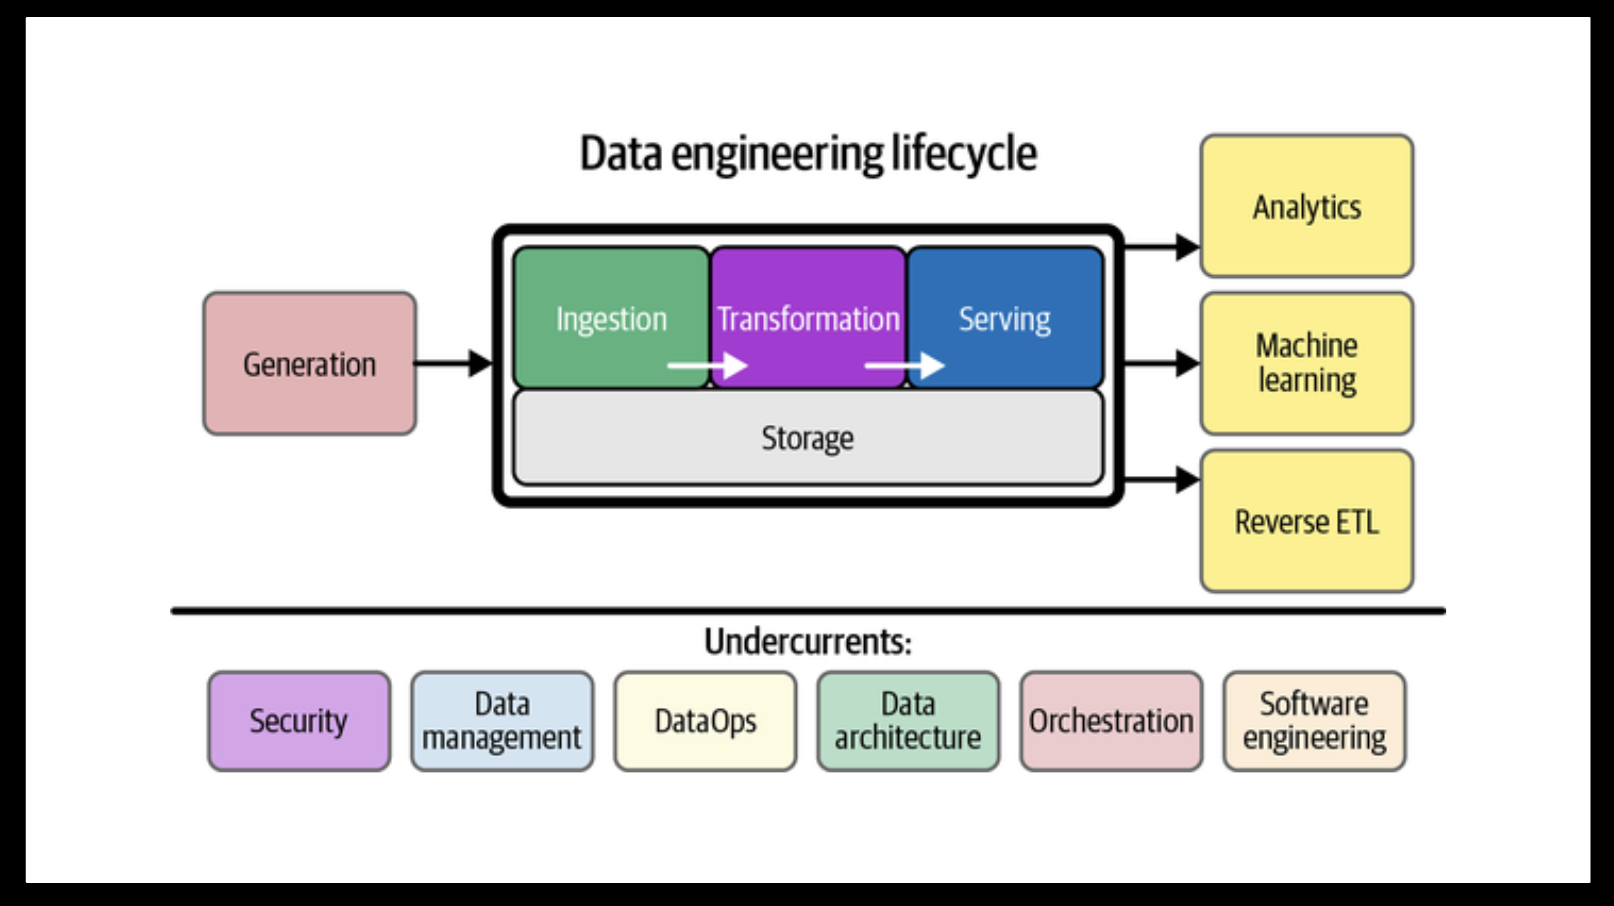 Data engineering lifecycle
Generation
Ingestion
Transformation
Serving
Storage
Analytics
Machine
learning
Reverse ETL
Undercurrents:
Security
Data
management
DataOps
Data
architecture
Orchestration
Software
engineering